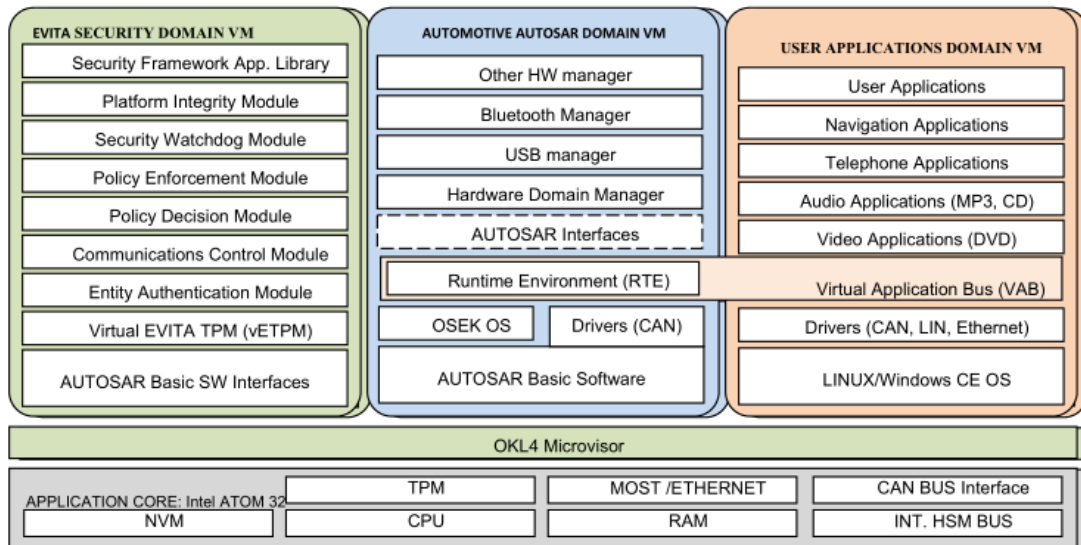 EVITA SECURITY DOMAIN VM
Security Framework App. Library
Platform Integrity Module
Security Watchdog Module
Policy Enforcement Module
Policy Decision Module
Communications Control Module
Entity Authentication Module
Virtual EVITA TPM (vETPM)
AUTOSAR Basic SW Interfaces
AUTOMOTIVE AUTOSAR DOMAIN VM
Other HW manager
Bluetooth Manager
USB manager
Hardware Domain Manager
AUTOSAR Interfaces
Runtime Environment (RTE)
OSEK OS
Drivers (CAN)
AUTOSAR Basic Software
USER APPLICATIONS DOMAIN VM
User Applications
Navigation Applications
Telephone Applications
Audio Applications (MP3, CD)
Video Applications (DVD)
Virtual Application Bus (VAB)
Drivers (CAN, LIN, Ethernet)
LINUX/Windows CE OS
OKL4 Microvisor
APPLICATION CORE: Intel ATOM 32
TPM
MOST /ETHERNET
CAN BUS Interface
NVM
CPU
RAM
INT. HSM BUS